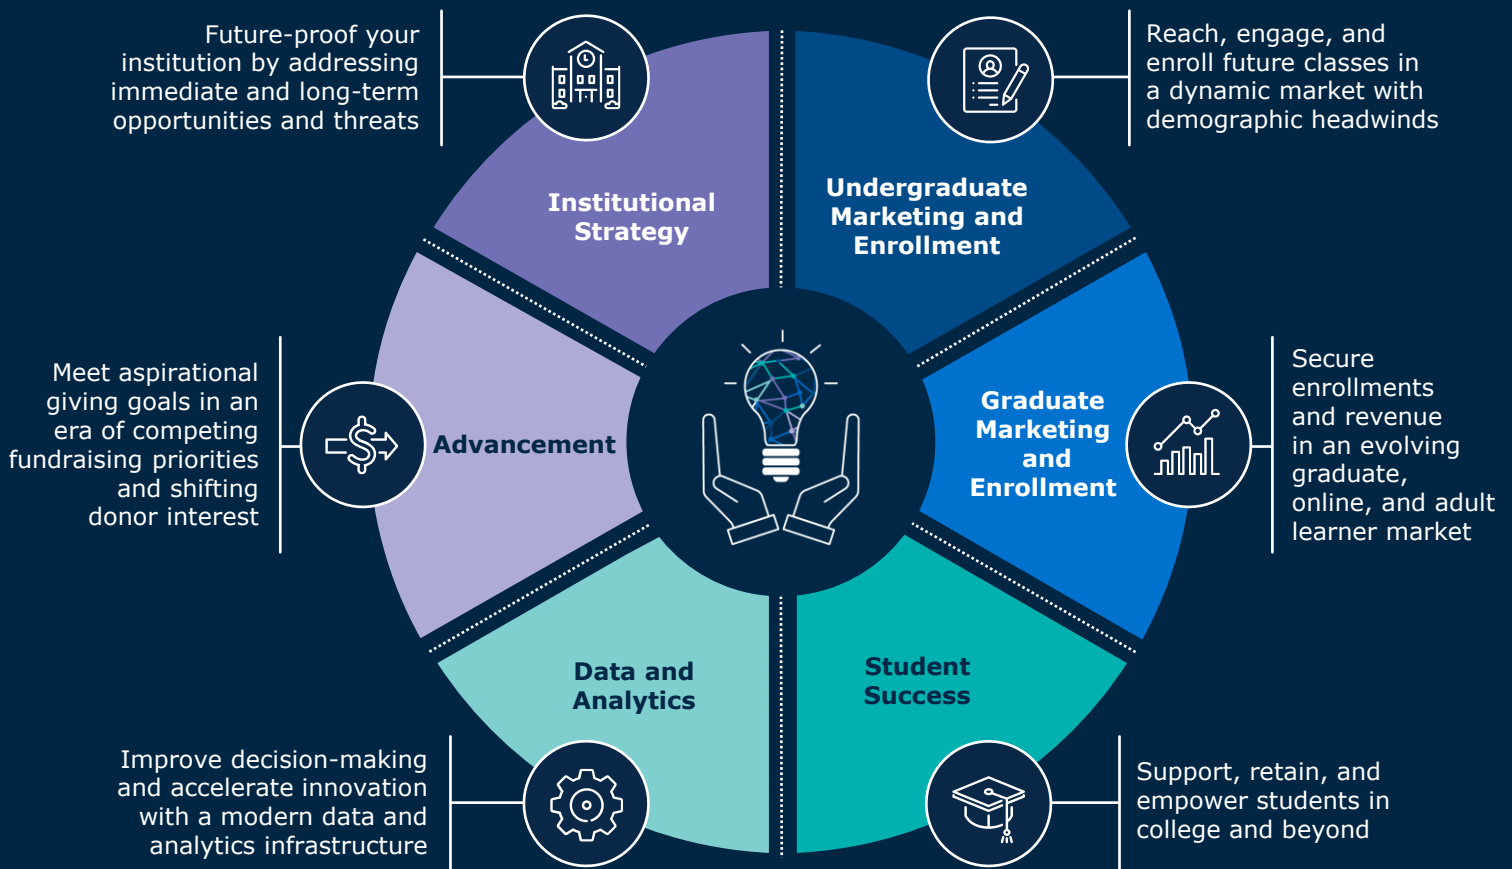 Future-proof your
institution by addressing
immediate and long-term
opportunities and threats
Institutional
Strategy
Undergraduate
Marketing and
Enrollment
Reach, engage, and
enroll future classes in
a dynamic market with
demographic headwinds
Meet aspirational
giving goals in an
era of competing
fundraising priorities
and shifting
donor interest
Advancement
Graduate
Marketing
and
Enrollment
Secure
enrollments
and revenue
in an evolving
graduate,
online, and adult
learner market
Data and
Analytics
Improve decision-making
and accelerate innovation
with a modern data and
analytics infrastructure
Student
Success
Support, retain, and
empower students in
college and beyond